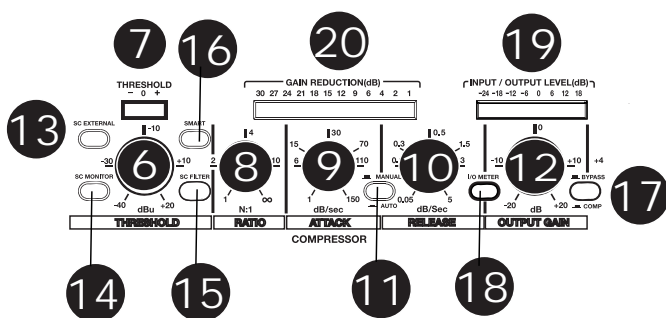 7 16 20 19
THRESHOLD
− 0 +
GAIN REDUCTION(dB)
30 27 24 21 18 15 12 9 6 4 2 1
INPUT / OUTPUT LEVEL(dB)
-24 -18 -12 -6 0 6 12 18
13 SC EXTERNAL
-10
SMART
4
30
0.3 0.5 1.5
0
-30 +10
2 10
15 70
6 110
3
-10 +10 +4
6 8 9 10 12
SC MONITOR
SC FILTER
MANUAL
AUTO
I/O METER
BYPASS
COMP
17
-40 +20
dBu
1 ∞
N:1
1 150
dB/sec
0.05 5
dB/Sec
-20 +20
dB
THRESHOLD RATIO ATTACK RELEASE OUTPUT GAIN
COMPRESSOR
14 15 11 18